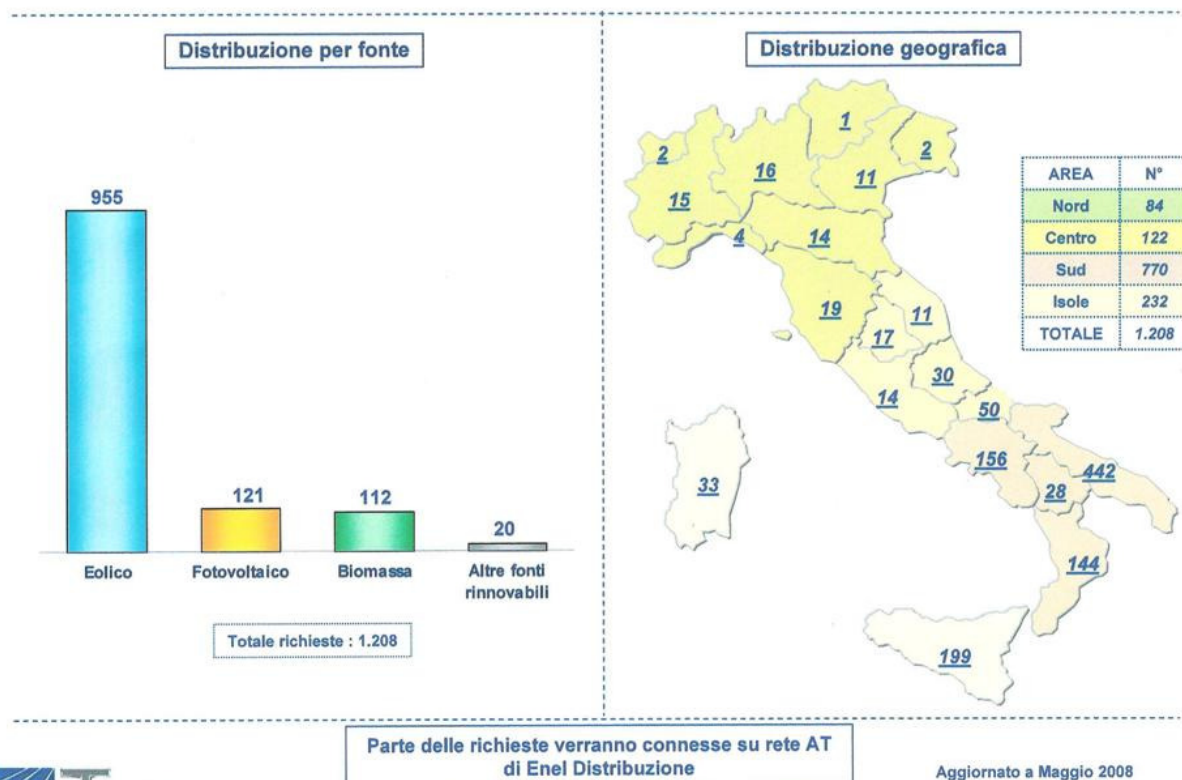 Distribuzione per fonte
955
121
112
20
Eolico
Fotovoltaico
Biomassa
Altre fonti
rinnovabili
Totale richieste : 1.208
Distribuzione geografica
1
2
2
16
11
15
4
14
19
11
17
30
14
50
156
442
28
33
144
199
AREA N°
Nord 84
Centro 122
Sud 770
Isole 232
TOTALE 1.208
Parte delle richieste verranno connesse su rete AT
di Enel Distribuzione
Aggiornato a Maggio 2008